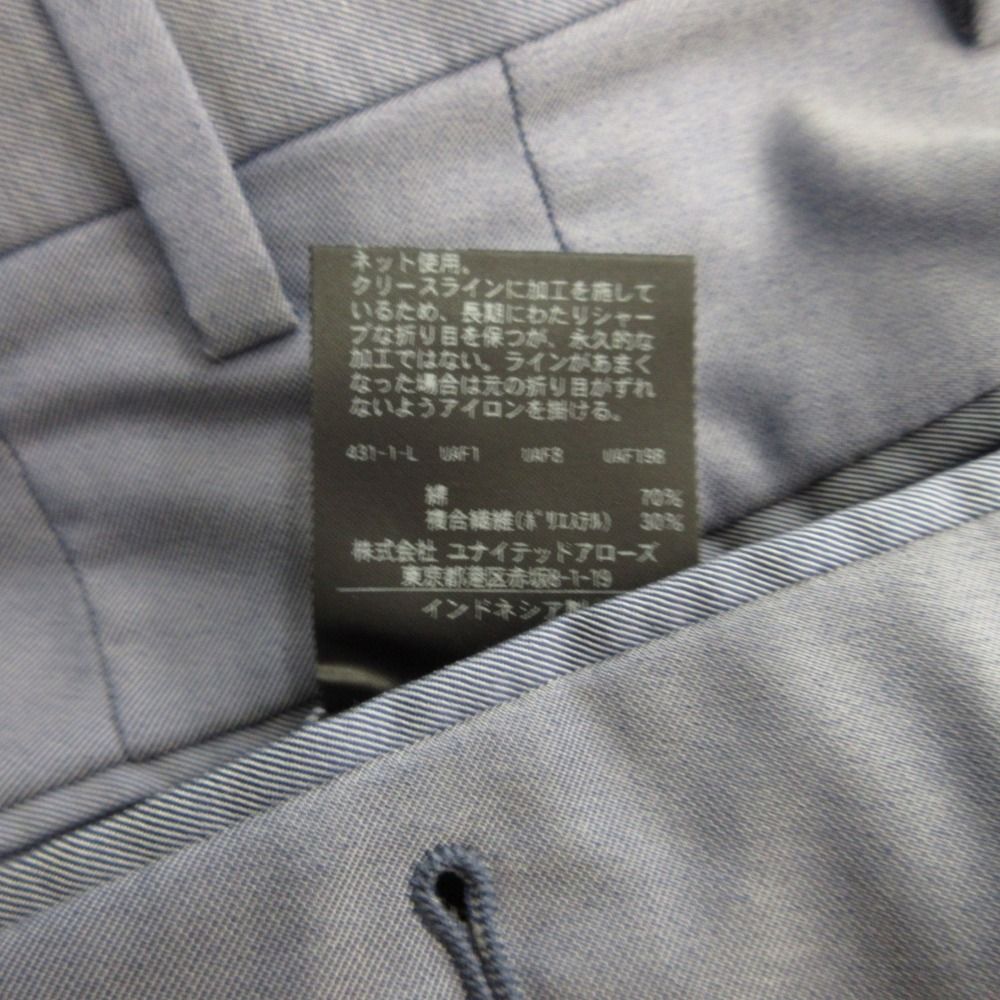 ネット使用。
クリースラインに加工を施して
いるため、長期にわたりシャー
プな折り目を保つが、永久的な
加工ではない。ラインがあまく
なった場合は元の折り目がずれ
ないようアイロンを掛ける。
431-1-L UAF1 UAF8 UAF198
綿 70%
複合繊維(ポリエステル) 30%
株式会社 ユナイテッドアローズ
東京都港区赤坂8-1-19
インドネシア製